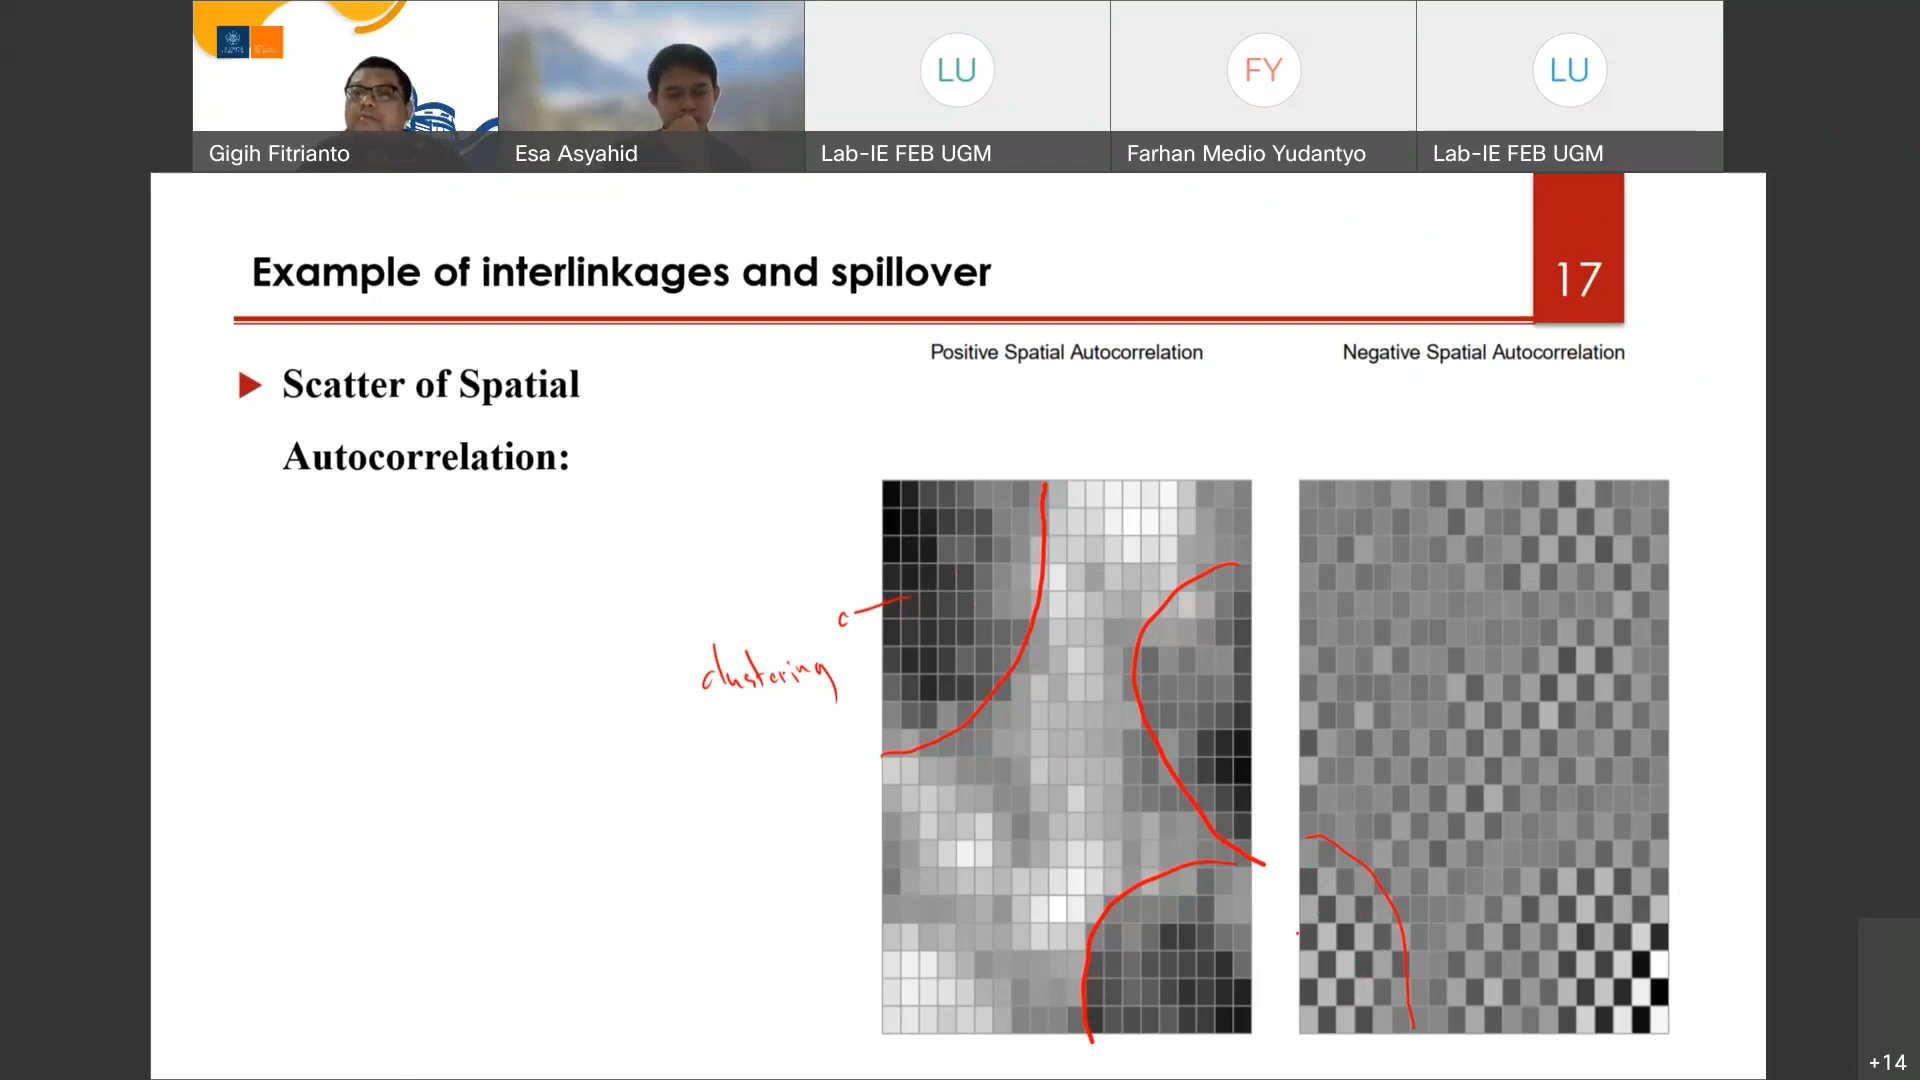 LU
FY
LU
Gigih Fitrianto
Esa Asyahid
Lab-IE FEB UGM
Farhan Medio Yudantyo
Lab-IE FEB UGM
Example of interlinkages and spillover
17
Positive Spatial Autocorrelation
Negative Spatial Autocorrelation
Scatter of Spatial
Autocorrelation:
c
clustering
+14